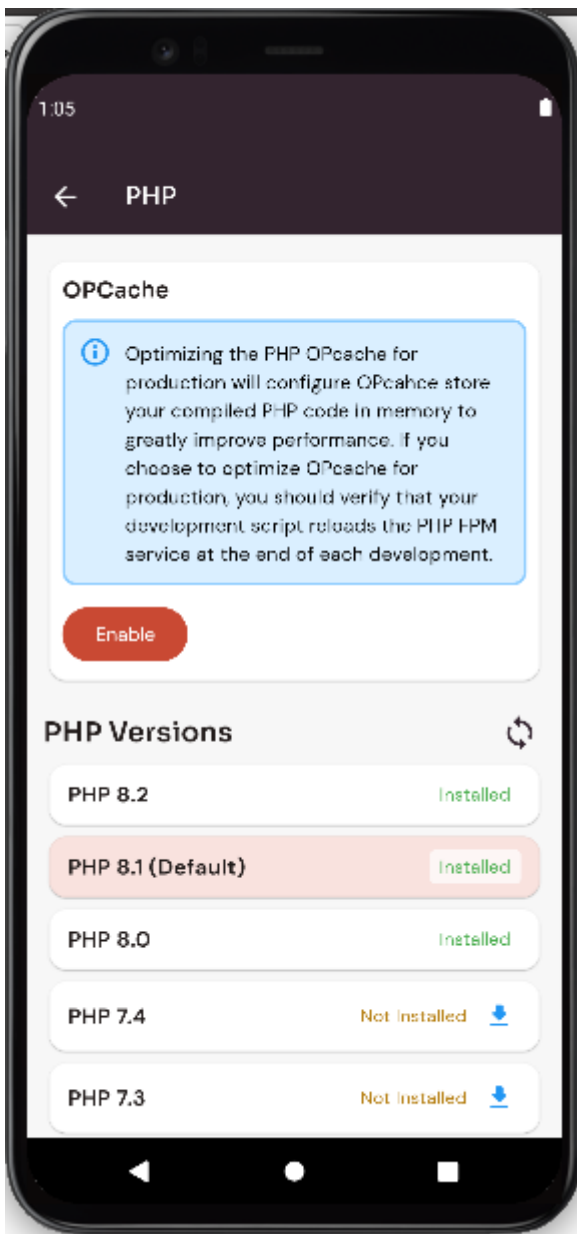 1:05
PHP
OPCache
Optimizing the PHP OPcache for
production will configure OPcahce store
your compiled PHP code in memory to
greatly improve performance. If you
choose to optimize OPcache for
production, you should verify that your
development script reloads the PHP FPM
service at the end of each development.
Enable
PHP Versions
PHP 8.2 Installed
PHP 8.1 (Default) Installed
PHP 8.0 Installed
PHP 7.4 Not Installed
PHP 7.3 Not Installed